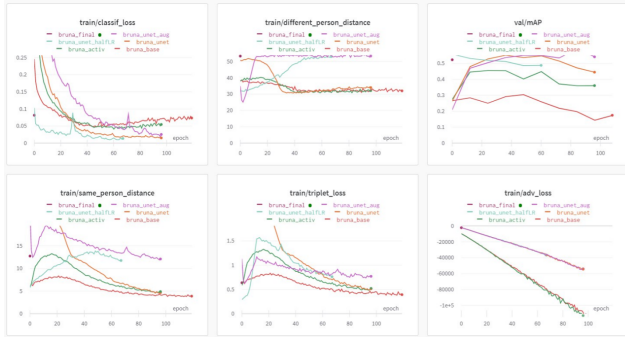 train/classif_loss
bruna_final bruna_unet_aug
bruna_unet_halfLR bruna_unet
bruna_activ bruna_base
0.25
0.2
0.15
0.1
0.05
0
epoch
0 20 40 60 80 100
train/different_person_distance
bruna_final bruna_unet_aug
bruna_unet_halfLR bruna_unet
bruna_activ bruna_base
50
40
30
20
10
0
epoch
0 20 40 60 80 100
val/mAP
bruna_final bruna_unet_aug
bruna_unet_halfLR bruna_unet
bruna_activ bruna_base
0.5
0.4
0.3
0.2
0.1
epoch
0 20 40 60 80 100
train/same_person_distance
bruna_final bruna_unet_aug
bruna_unet_halfLR bruna_unet
bruna_activ bruna_base
15
10
5
0
epoch
0 20 40 60 80 100
train/triplet_loss
bruna_final bruna_unet_aug
bruna_unet_halfLR bruna_unet
bruna_activ bruna_base
1.5
1
0.5
0
epoch
0 20 40 60 80 100
train/adv_loss
bruna_final bruna_unet_aug
bruna_unet_halfLR bruna_unet
bruna_activ bruna_base
0
-20000
-40000
-60000
-80000
-1e+5
epoch
0 20 40 60 80 100